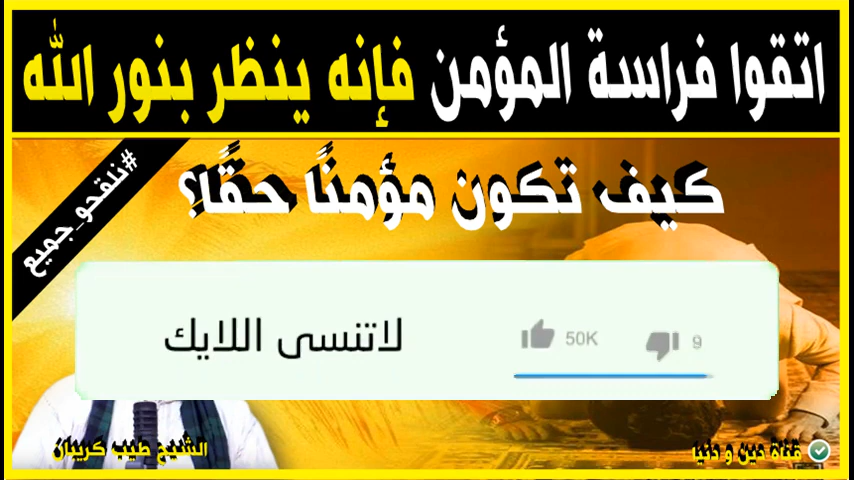 اتقوا فراسة المؤمن فإنه ينظر بنور الله
كيف تكون مؤمنًا حقًا؟
#نلقحو_جميع
لاتنسى اللايك
50K
9
الشيخ طيب كريبان
قناة دين و دنيا